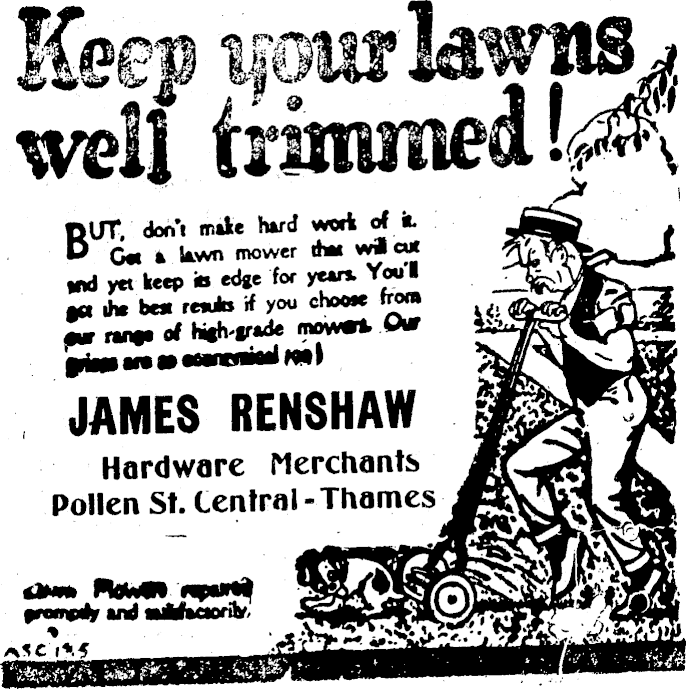 Keep your lawns
well trimmed!
BUT, don't make hard work of it.
Get a lawn mower that will cut
and yet keep its edge for years. You'll
get the best results if you choose from
our range of high-grade mowers. Our
prices are so economical too!
JAMES RENSHAW
Hardware Merchants
Pollen St. Central - Thames
Lawn Mowers repaired
promptly and satisfactorily.